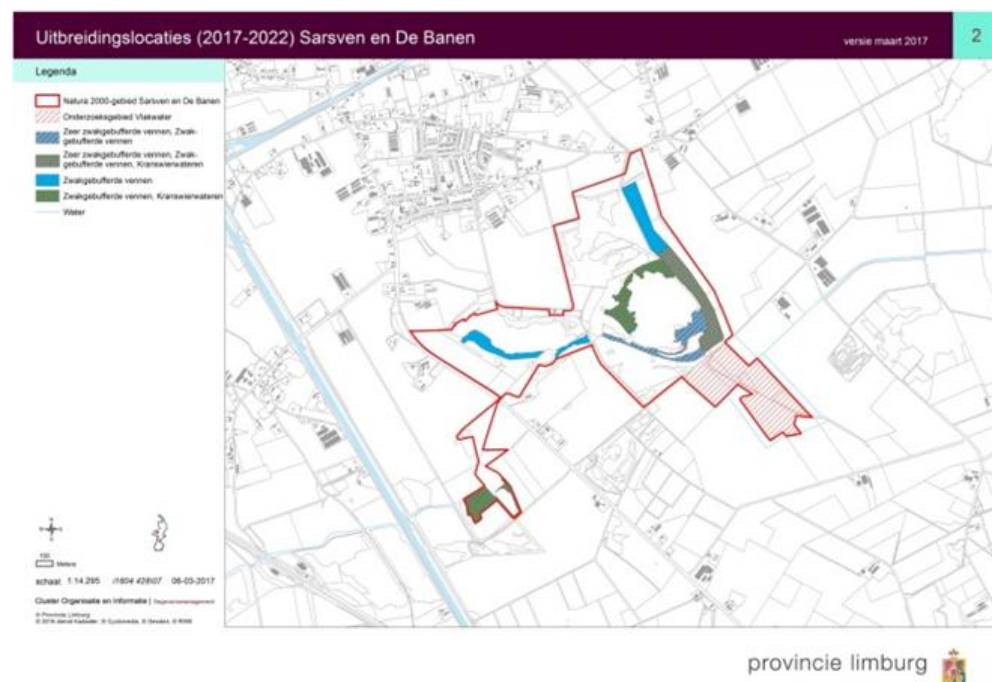 Uitbreidingslocaties (2017-2022) Sarsven en De Banen
versie maart 2017
2
Legenda
Natura 2000-gebied Sarsven en De Banen
Onderzoeksgebied Vlakwater
Zeer zwakgebufferde vennen, Zwak-
gebufferde vennen
Zeer zwakgebufferde vennen, Zwak-
gebufferde vennen, Kranswierwateren
Zwakgebufferde vennen
Zwakgebufferde vennen, Kranswierwateren
Water
100
Meters
schaal 1:14.295 06-03-2017
Cluster Organisatie en Informatie |
© Provincie Limburg
provincie limburg